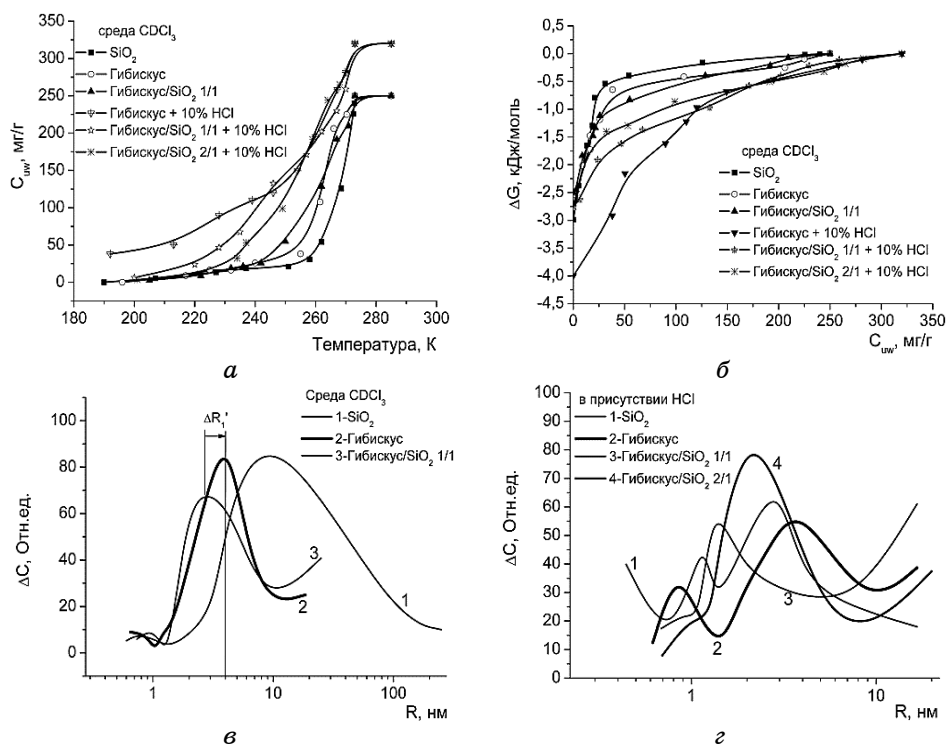 350
300
250
200
150
100
50
0
C_uw, мг/г
среда CDCl₃
SiO₂
Гибискус
Гибискус/SiO₂ 1/1
Гибискус + 10% HCl
Гибискус/SiO₂ 1/1 + 10% HCl
Гибискус/SiO₂ 2/1 + 10% HCl
180 200 220 240 260 280 300
Температура, К
а
0,0
-0,5
-1,0
-1,5
-2,0
-2,5
-3,0
-3,5
-4,0
-4,5
ΔG, кДж/моль
среда CDCl₃
SiO₂
Гибискус
Гибискус/SiO₂ 1/1
Гибискус + 10% HCl
Гибискус/SiO₂ 1/1 + 10% HCl
Гибискус/SiO₂ 2/1 + 10% HCl
0 50 100 150 200 250 300 350
C_uw, мг/г
б
100
80
60
40
20
0
ΔC, Отн.ед.
ΔR₁'
Среда CDCl₃
1-SiO₂
2-Гибискус
3-Гибискус/SiO₂ 1/1
3
2
1
1 10 100
R, нм
в
100
90
80
70
60
50
40
30
20
10
0
ΔC, Отн.ед.
в присутствии HCl
1-SiO₂
2-Гибискус
3-Гибискус/SiO₂ 1/1
4-Гибискус/SiO₂ 2/1
4
1
3
2
1 10
R, нм
г